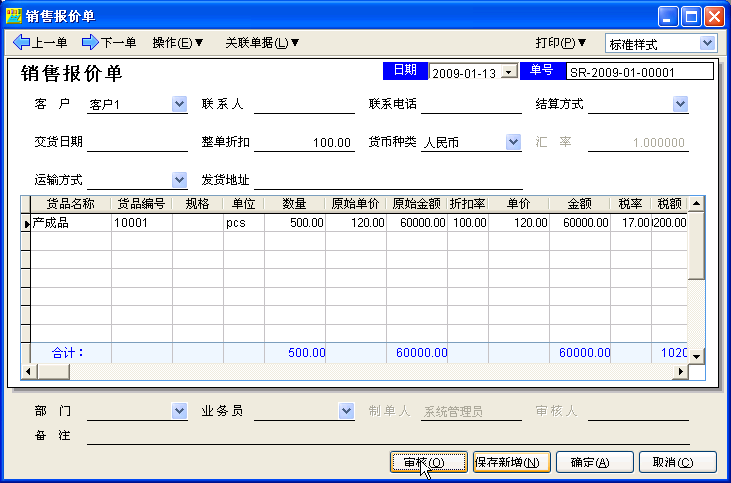 销售报价单
上一单 下一单 操作(E)▼ 关联单据(L)▼ 打印(P)▼ 标准样式
销售报价单 日期 2009-01-13 单号 SR-2009-01-00001
客 户 客户1 联系人 联系电话 结算方式
交货日期 整单折扣 100.00 货币种类 人民币 汇 率 1.000000
运输方式 发货地址
货品名称 货品编号 规格 单位 数量 原始单价 原始金额 折扣率 单价 金额 税率 税额
产成品 10001 pcs 500.00 120.00 60000.00 100.00 120.00 60000.00 17.00 200.00
合计： 500.00 60000.00 60000.00 1020
部 门 业务员 制单人 系统管理员 审核人
备 注
审核(O) 保存新增(N) 确定(A) 取消(C)